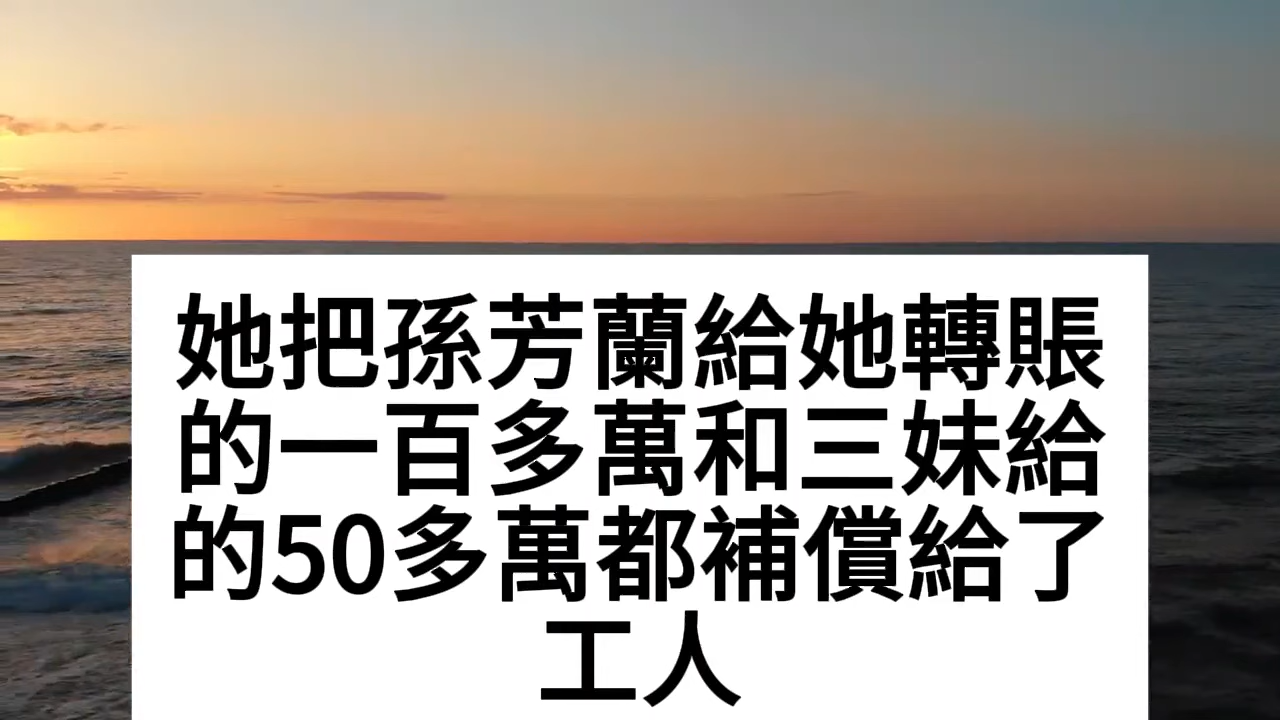 她把孫芳蘭給她轉賬
的一百多萬和三妹給
的50多萬都補償給了
工人